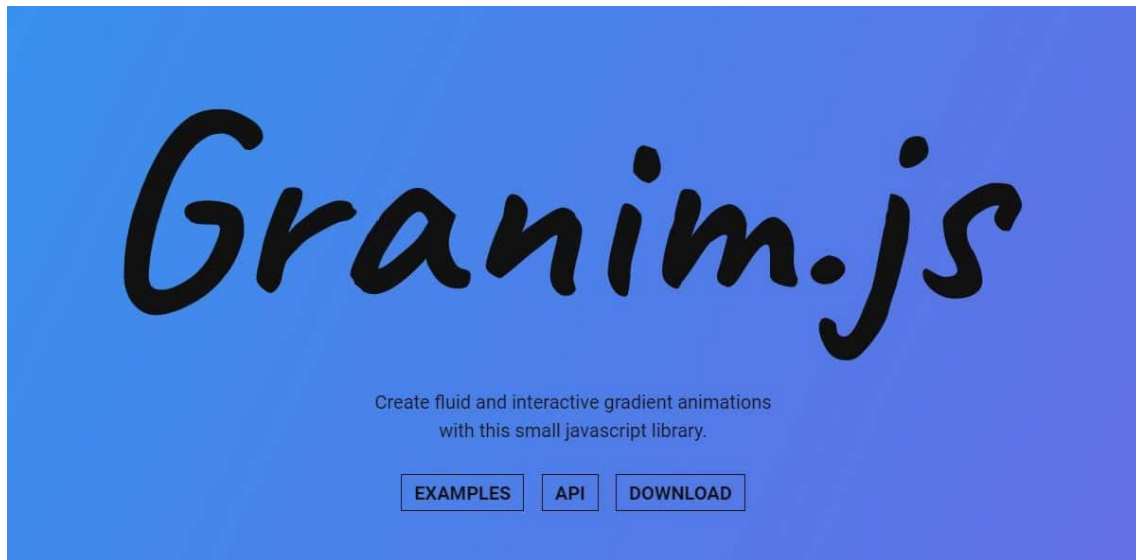 Granim.js
Create fluid and interactive gradient animations
with this small javascript library.
EXAMPLES API DOWNLOAD